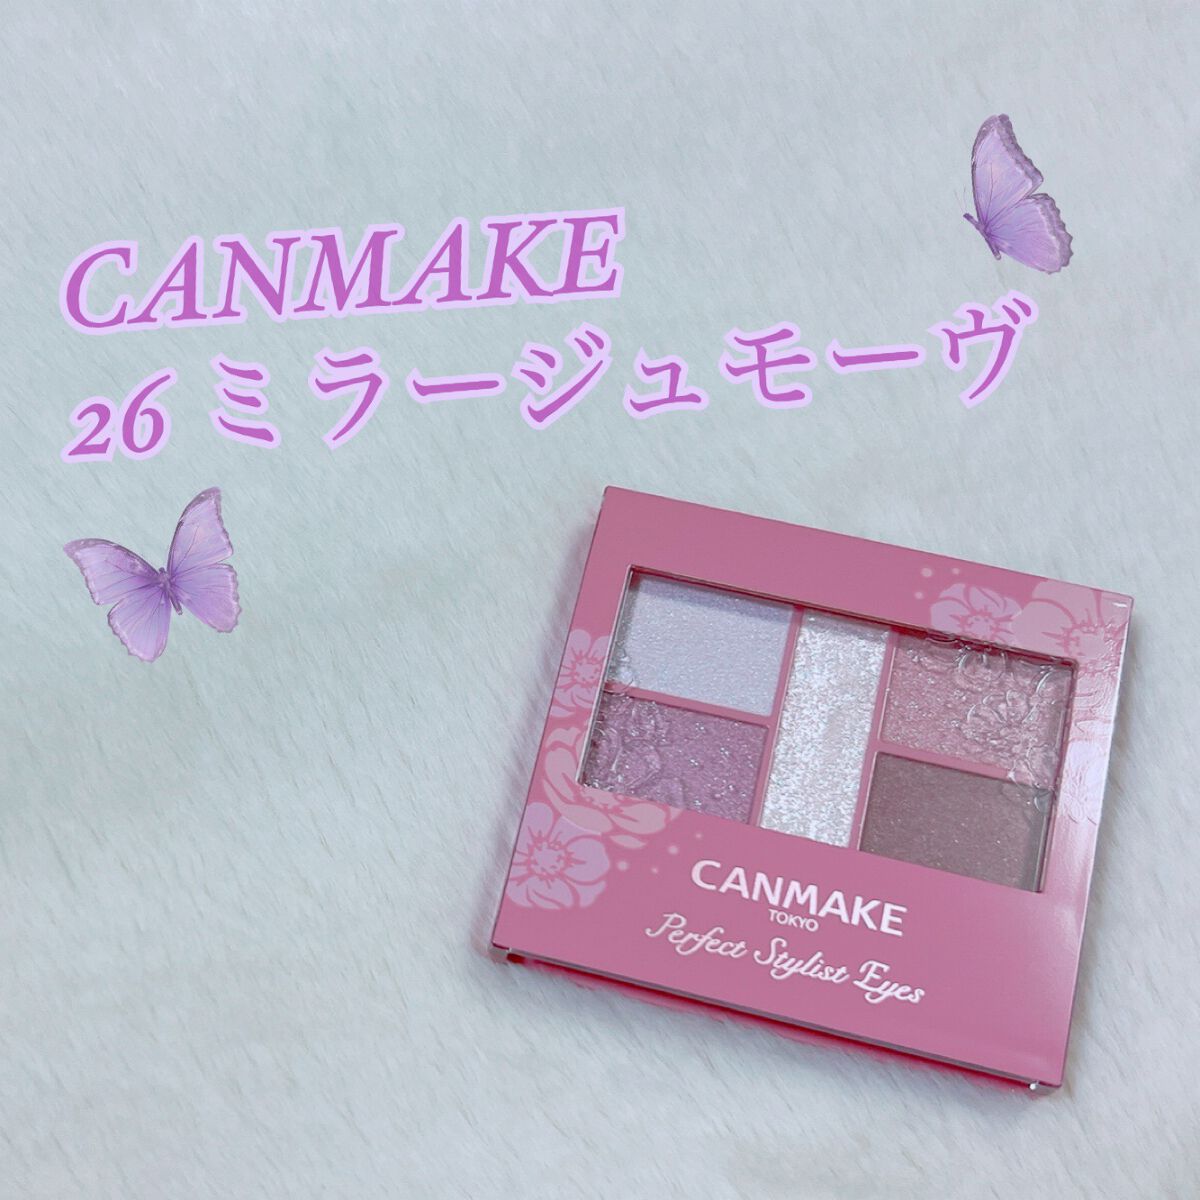 CANMAKE
26 ミラージュモーヴ
CANMAKE
TOKYO
Perfect Stylist Eyes